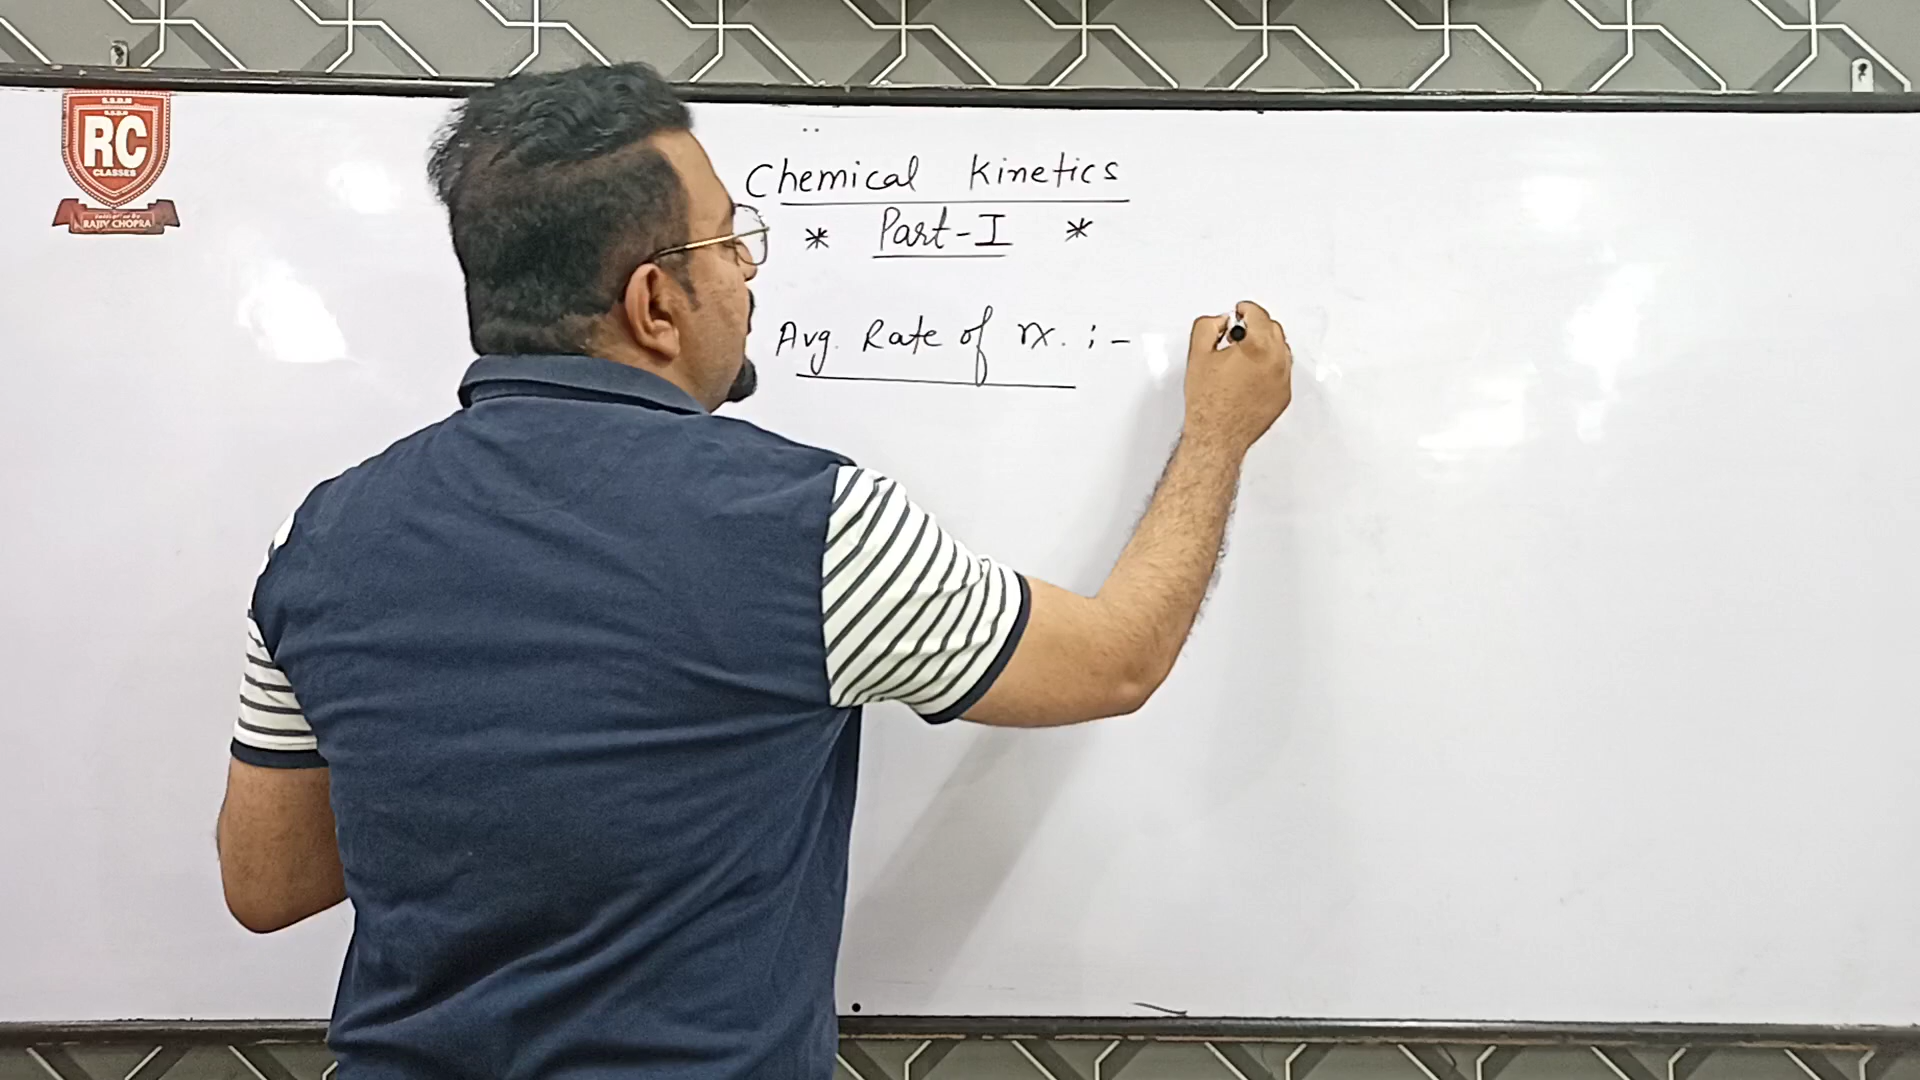 S.S.D.N
RC
CLASSES
RAJIV CHOPRA
Chemical Kinetics
* Part-I *
Avg. Rate of rx. :-